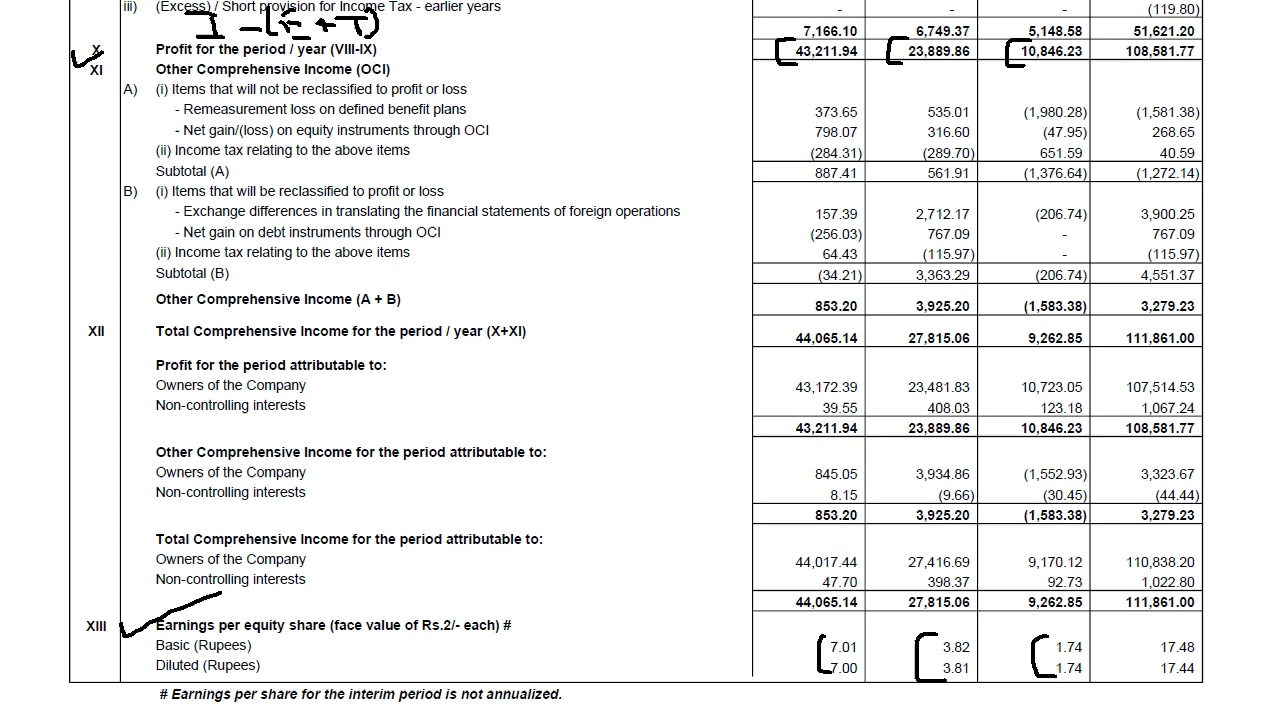 iii) (Excess) / Short provision for Income Tax - earlier years - - - (119.80)
I - (E + T)
7,166.10 6,749.37 5,148.58 51,621.20
X Profit for the period / year (VIII-IX) 43,211.94 23,889.86 10,846.23 108,581.77
XI Other Comprehensive Income (OCI)
A) (i) Items that will not be reclassified to profit or loss
- Remeasurement loss on defined benefit plans 373.65 535.01 (1,980.28) (1,581.38)
- Net gain/(loss) on equity instruments through OCI 798.07 316.60 (47.95) 268.65
(ii) Income tax relating to the above items (284.31) (289.70) 651.59 40.59
Subtotal (A) 887.41 561.91 (1,376.64) (1,272.14)
B) (i) Items that will be reclassified to profit or loss
- Exchange differences in translating the financial statements of foreign operations 157.39 2,712.17 (206.74) 3,900.25
- Net gain on debt instruments through OCI (256.03) 767.09 - 767.09
(ii) Income tax relating to the above items 64.43 (115.97) - (115.97)
Subtotal (B) (34.21) 3,363.29 (206.74) 4,551.37
Other Comprehensive Income (A + B) 853.20 3,925.20 (1,583.38) 3,279.23
XII Total Comprehensive Income for the period / year (X+XI) 44,065.14 27,815.06 9,262.85 111,861.00
Profit for the period attributable to:
Owners of the Company 43,172.39 23,481.83 10,723.05 107,514.53
Non-controlling interests 39.55 408.03 123.18 1,067.24
43,211.94 23,889.86 10,846.23 108,581.77
Other Comprehensive Income for the period attributable to:
Owners of the Company 845.05 3,934.86 (1,552.93) 3,323.67
Non-controlling interests 8.15 (9.66) (30.45) (44.44)
853.20 3,925.20 (1,583.38) 3,279.23
Total Comprehensive Income for the period attributable to:
Owners of the Company 44,017.44 27,416.69 9,170.12 110,838.20
Non-controlling interests 47.70 398.37 92.73 1,022.80
44,065.14 27,815.06 9,262.85 111,861.00
XIII Earnings per equity share (face value of Rs.2/- each) #
Basic (Rupees) 7.01 3.82 1.74 17.48
Diluted (Rupees) 7.00 3.81 1.74 17.44
# Earnings per share for the interim period is not annualized.